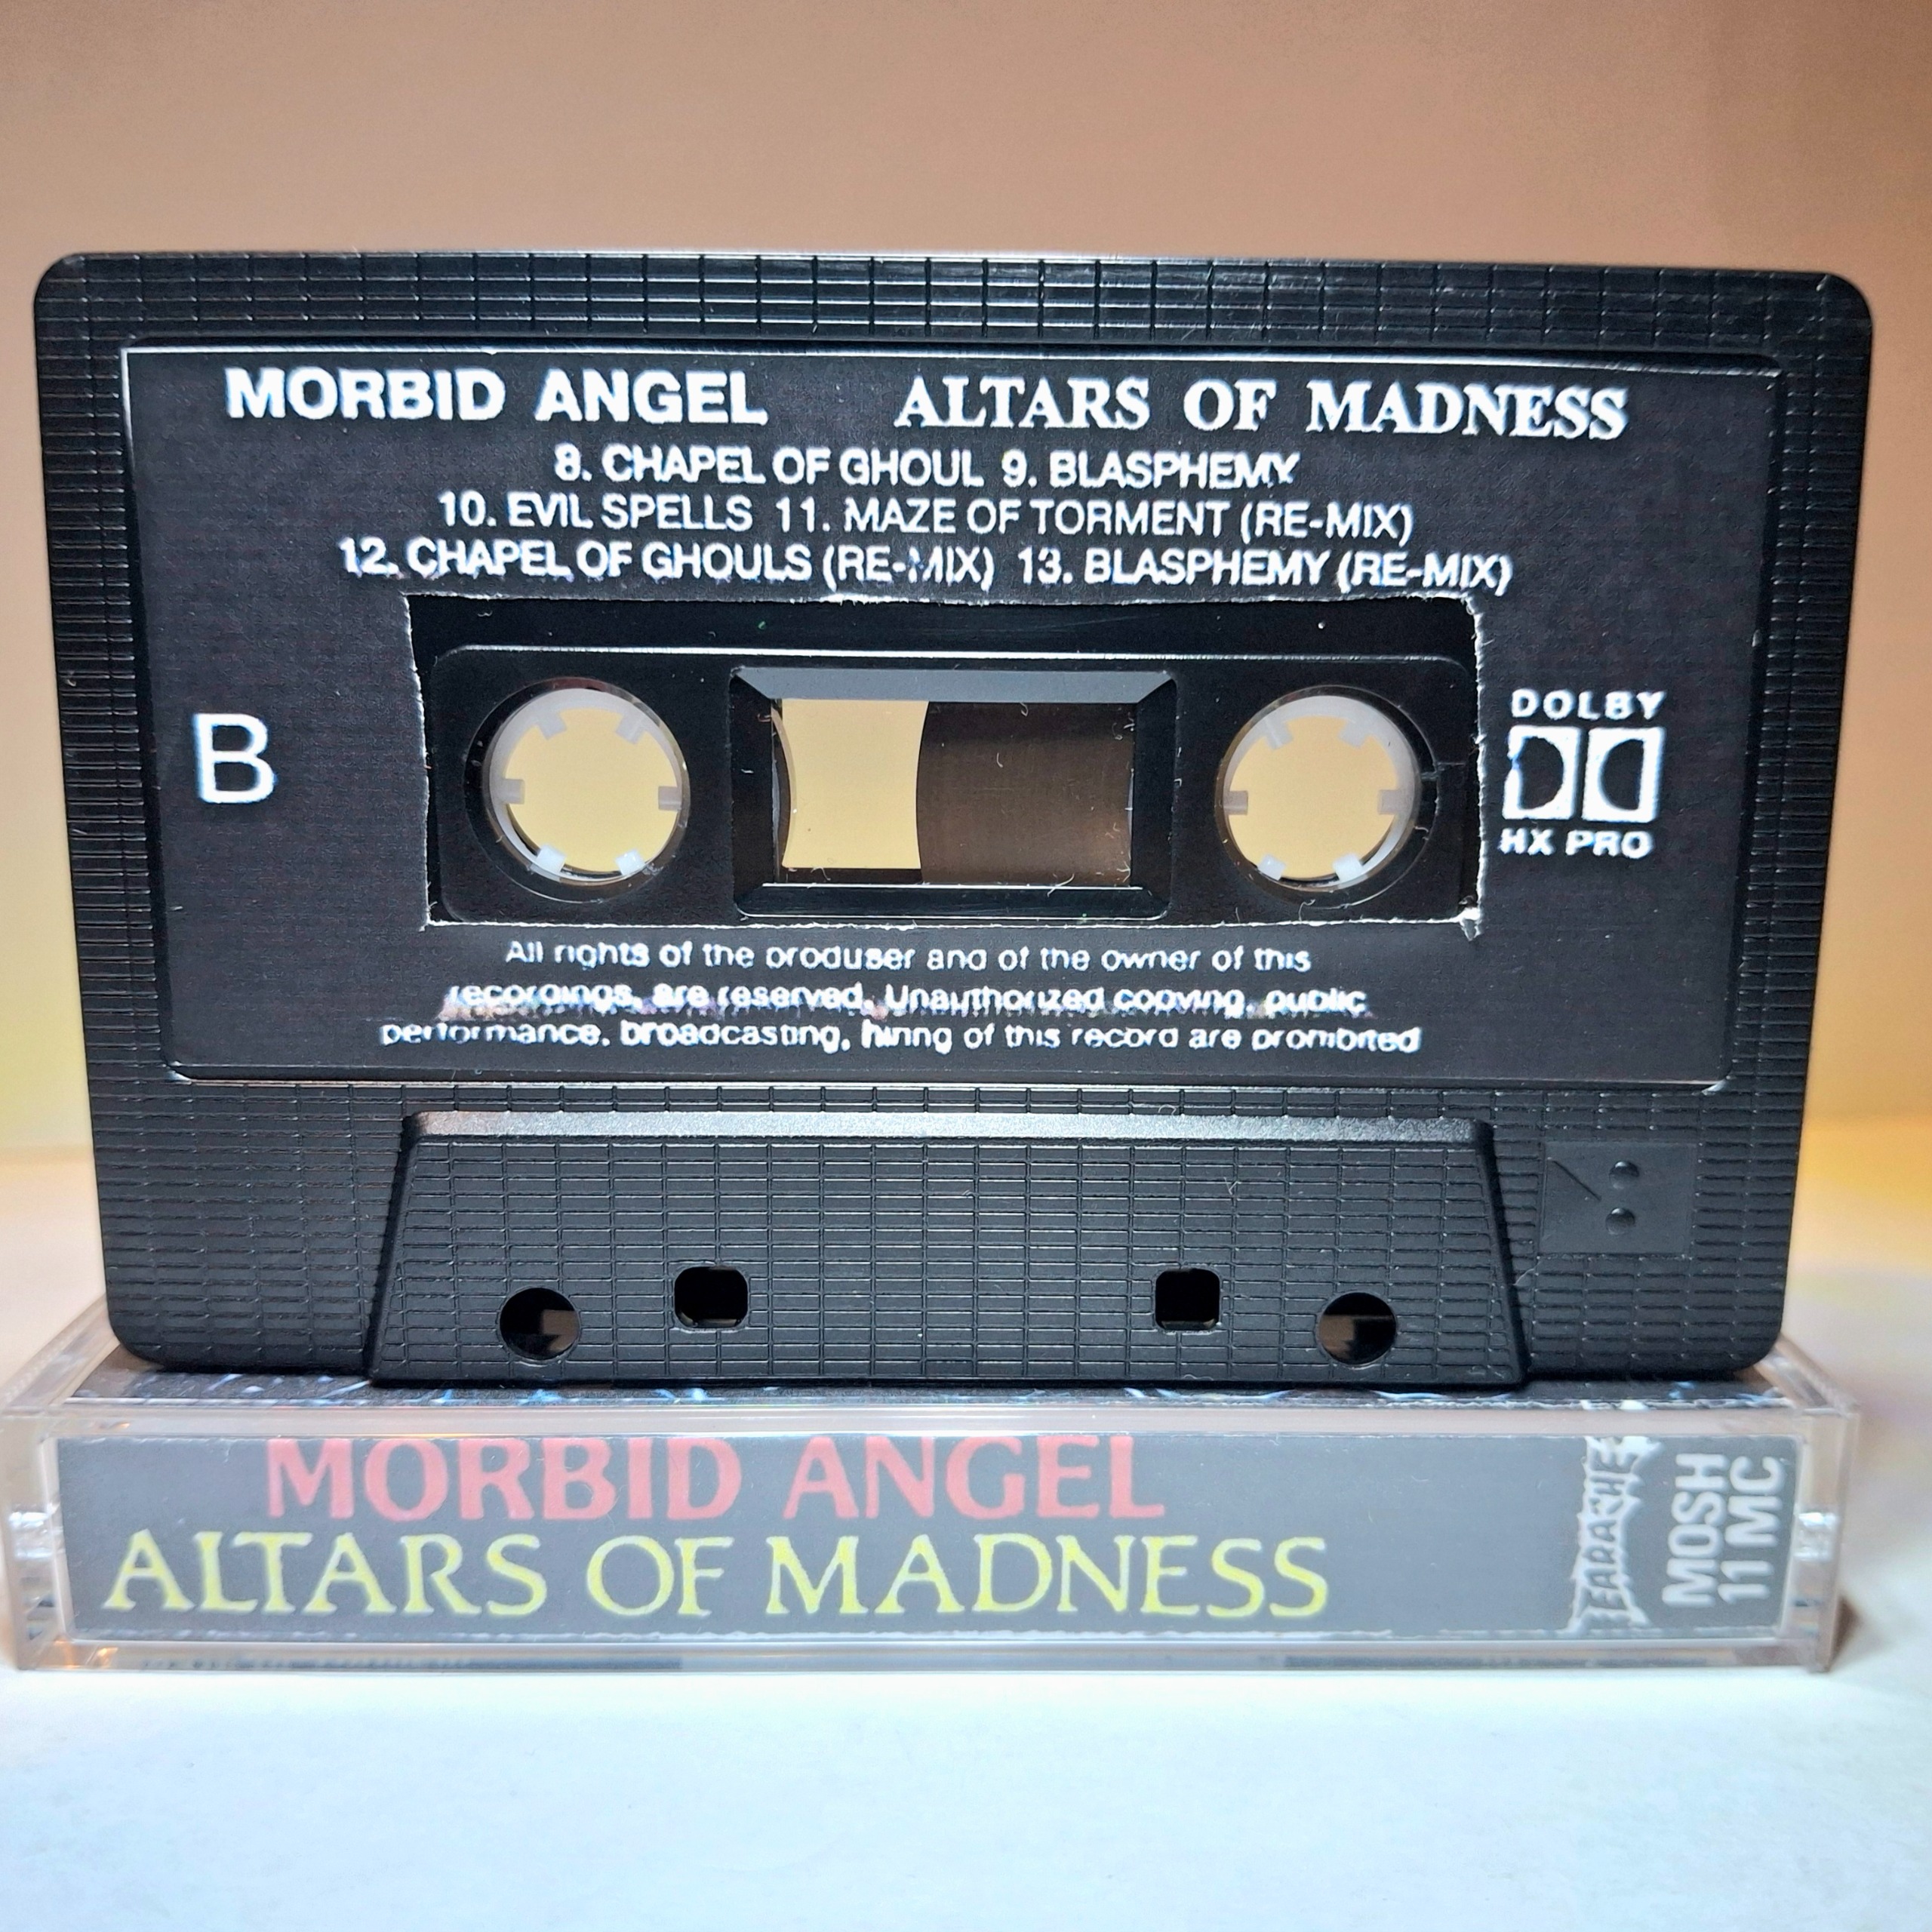 MORBID ANGEL ALTARS OF MADNESS
8. CHAPEL OF GHOUL 9. BLASPHEMY
10. EVIL SPELLS 11. MAZE OF TORMENT (RE-MIX)
12. CHAPEL OF GHOULS (RE-MIX) 13. BLASPHEMY (RE-MIX)
B
DOLBY
HX PRO
All rights of the produser and of the owner of this
recordings, are reserved. Unauthorized copving, public
performance, broadcasting, hiring of this record are prohibited
MORBID ANGEL
ALTARS OF MADNESS
EARACHE
MOSH
11 MC